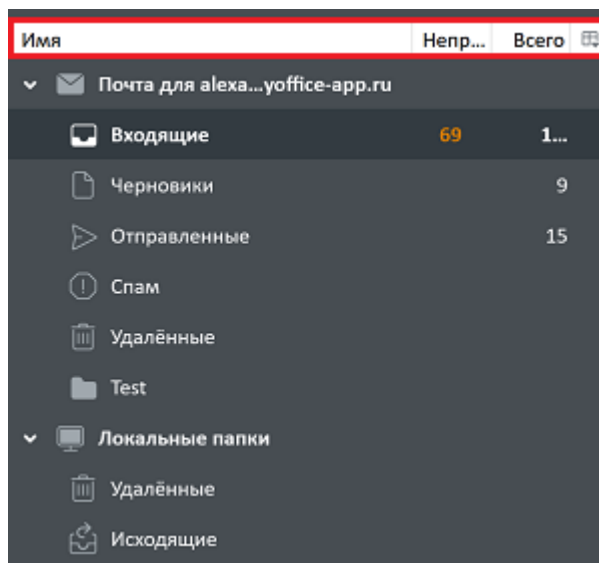 Имя Непр... Всего
Почта для alexa...yoffice-app.ru
Входящие 69 1...
Черновики 9
Отправленные 15
Спам
Удалённые
Test
Локальные папки
Удалённые
Исходящие